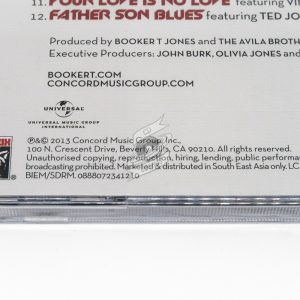 11. YOUR LOVE IS NO LOVE featuring
12. FATHER SON BLUES featuring TED JO
Produced by BOOKER T JONES and THE AVILA BROTH
Executive Producers: JOHN BURK, OLIVIA JONES and
BOOKERT.COM
CONCORDMUSICGROUP.COM
UNIVERSAL
UNIVERSAL MUSIC GROUP
INTERNATIONAL
℗&© 2013 Concord Music Group, Inc.,
100 N. Crescent Drive, Beverly Hills, CA 90210. All rights reserved.
Unauthorised copying, reproduction, hiring, lending, public performa
broadcasting prohibited. Marketed & distributed in South East Asia only. LC
BIEM/SDRM. 0888072341210